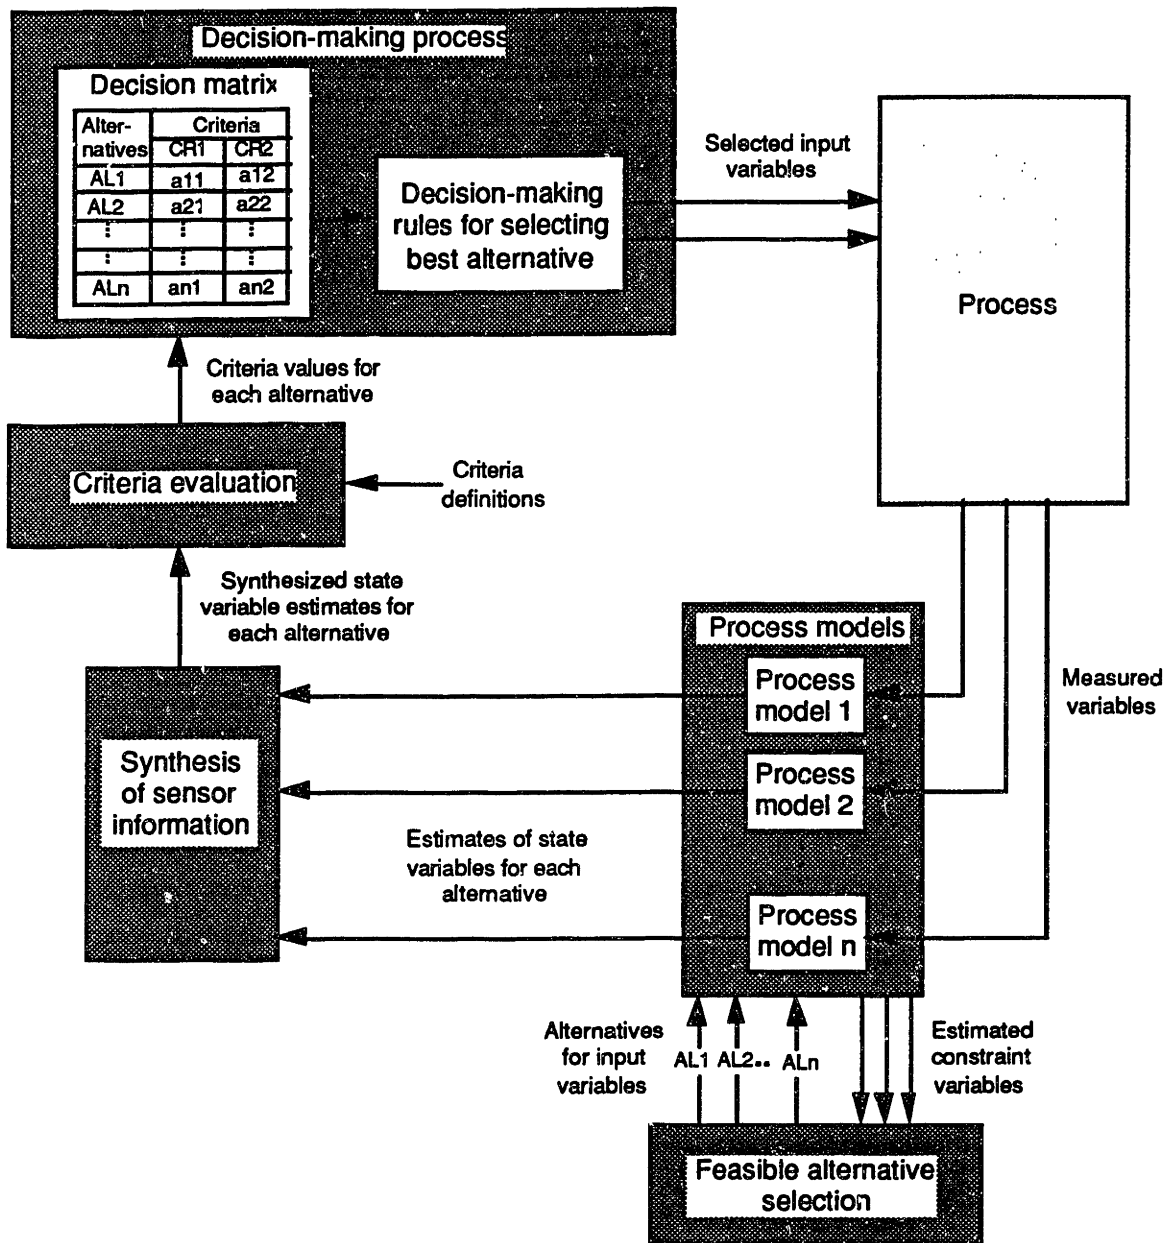 Decision-making process
Decision matrix
Alter-
natives
Criteria
CR1 CR2
AL1 a11 a12
AL2 a21 a22
⋮ ⋮ ⋮
⋮ ⋮ ⋮
ALn an1 an2
Decision-making
rules for selecting
best alternative
Selected input
variables
Process
Criteria values for
each alternative
Criteria evaluation
Criteria
definitions
Synthesized state
variable estimates for
each alternative
Process models
Process
model 1
Measured
variables
Synthesis
of sensor
information
Process
model 2
Estimates of state
variables for each
alternative
Process
model n
Alternatives
for input
variables
AL1 AL2.. ALn
Estimated
constraint
variables
Feasible alternative
selection